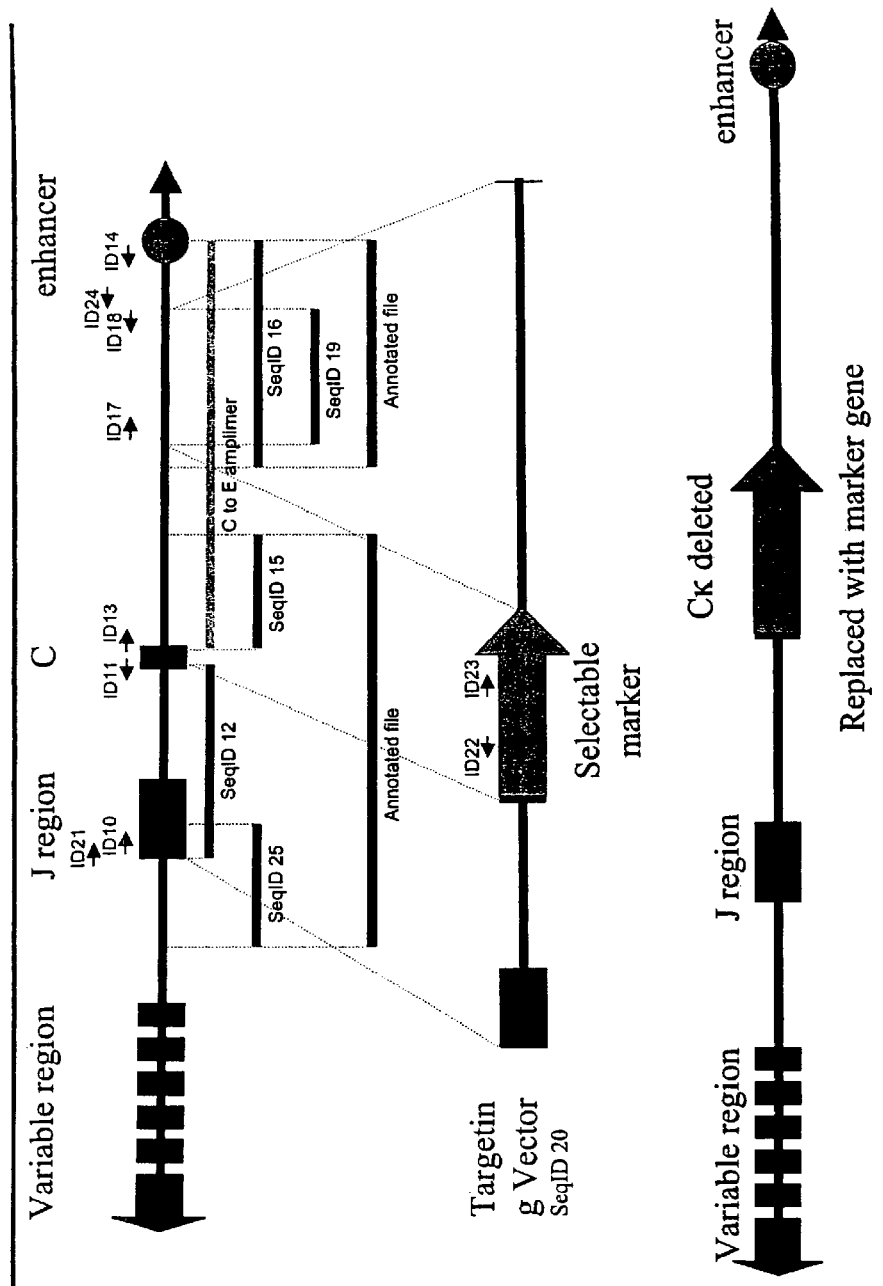 Variable region
J region
C
enhancer
ID21
ID10
ID11
ID13
ID17
ID18
ID24
ID14
SeqID 12
SeqID 25
SeqID 15
C to E amplimer
SeqID 16
SeqID 19
Annotated file
Annotated file
Targetin
g Vector
SeqID 20
ID22
ID23
Selectable
marker
Variable region
J region
Cκ deleted
enhancer
Replaced with marker gene